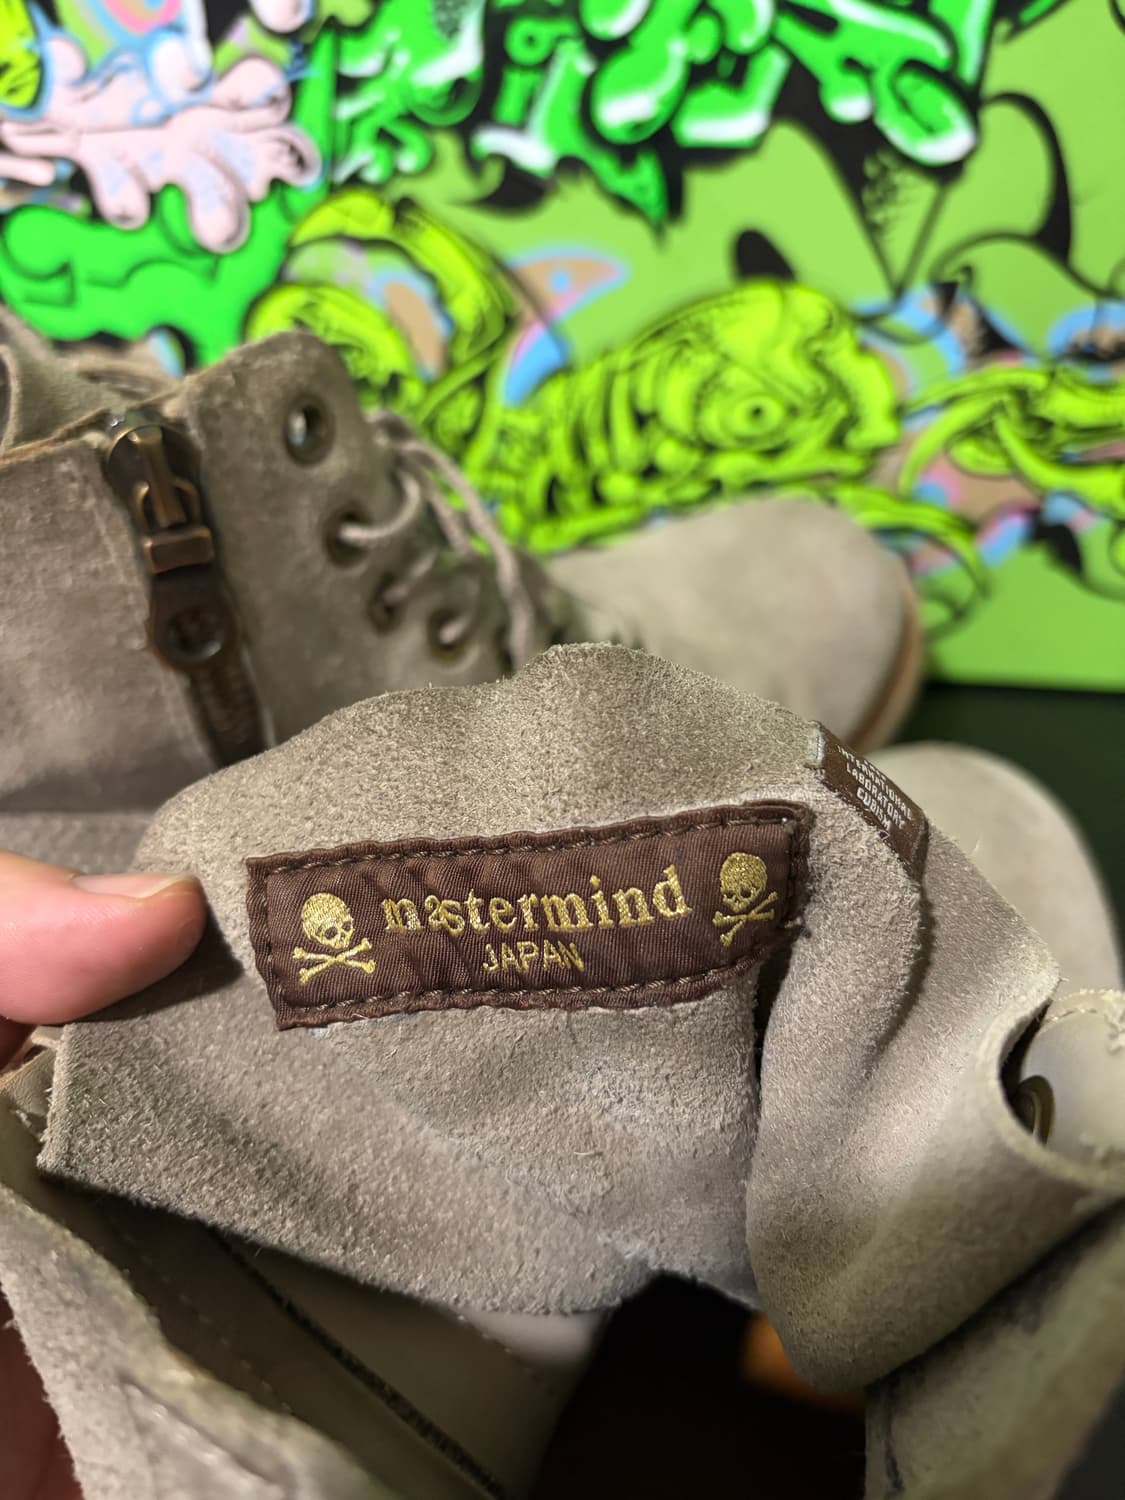 mastermind
JAPAN
INTERNATIONAL
LABORATORY